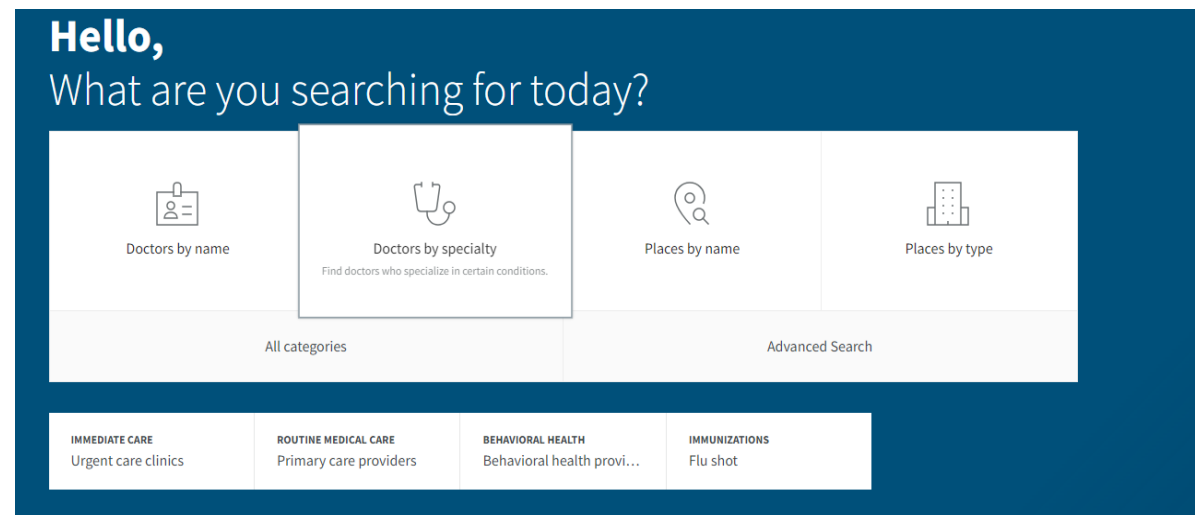 Hello,
What are you searching for today?
Doctors by name
Doctors by specialty
Find doctors who specialize in certain conditions.
Places by name
Places by type
All categories
Advanced Search
IMMEDIATE CARE
Urgent care clinics
ROUTINE MEDICAL CARE
Primary care providers
BEHAVIORAL HEALTH
Behavioral health provi...
IMMUNIZATIONS
Flu shot